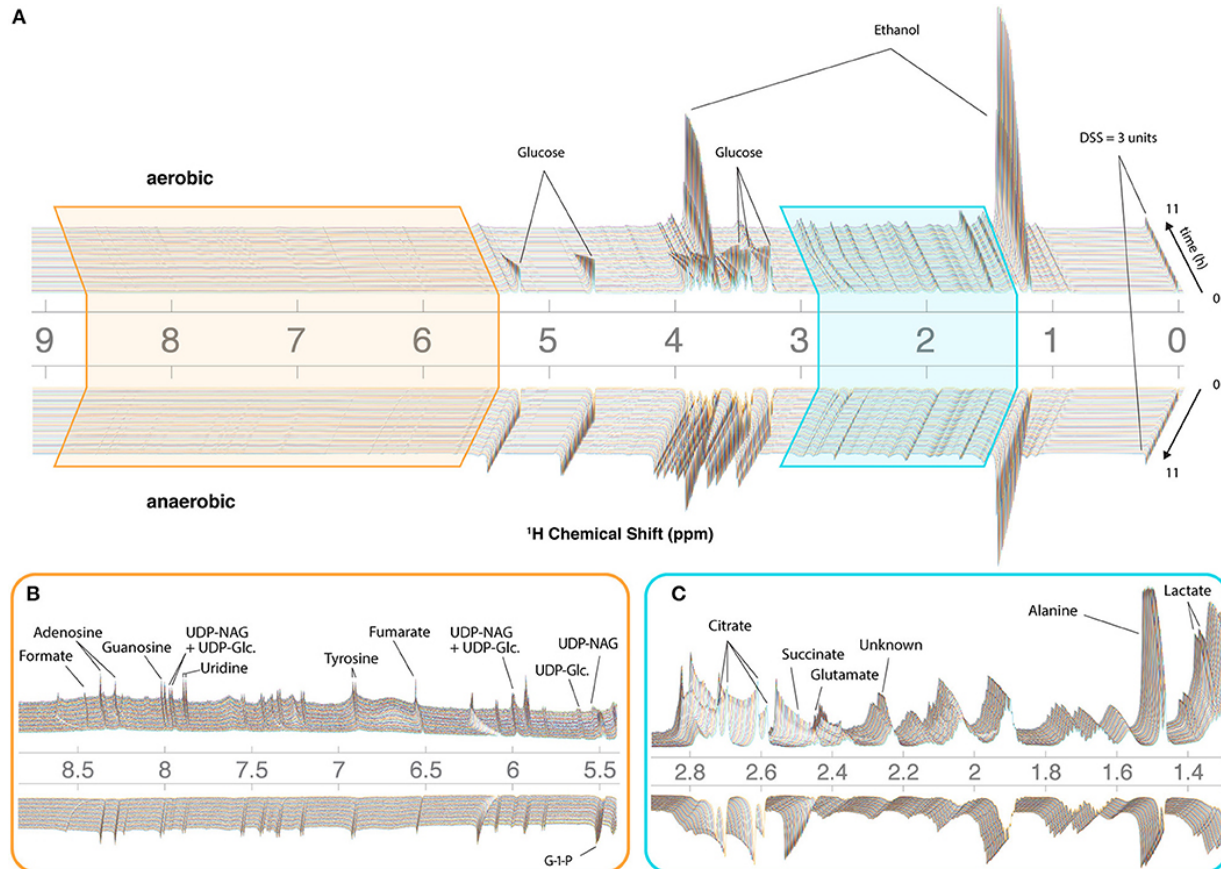 A
Ethanol
DSS = 3 units
Glucose
Glucose
aerobic
11
time (h)
0
9 8 7 6 5 4 3 2 1 0
0
11
anaerobic
¹H Chemical Shift (ppm)
B
Formate
Adenosine
Guanosine
UDP-NAG
+ UDP-Glc.
Uridine
Tyrosine
Fumarate
UDP-NAG
+ UDP-Glc.
UDP-Glc.
UDP-NAG
8.5 8 7.5 7 6.5 6 5.5
G-1-P
C
Citrate
Succinate
Glutamate
Unknown
Alanine
Lactate
2.8 2.6 2.4 2.2 2 1.8 1.6 1.4